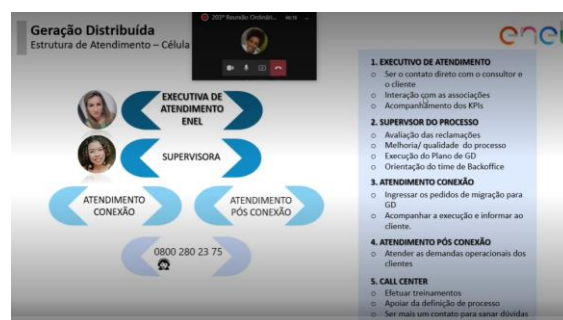 Geração Distribuída
Estrutura de Atendimento – Célula
203ª Reunião Ordinári...
enel
EXECUTIVA DE
ATENDIMENTO
ENEL
SUPERVISORA
ATENDIMENTO
CONEXÃO
ATENDIMENTO
PÓS CONEXÃO
0800 280 23 75
1. EXECUTIVO DE ATENDIMENTO
o Ser o contato direto com o consultor e
o cliente
o Interação com as associações
o Acompanhamento dos KPIs
2. SUPERVSOR DO PROCESSO
o Avaliação das reclamações
o Melhoria/ qualidade do processo
o Execução do Plano de GD
o Orientação do time de Backoffice
3. ATENDIMENTO CONEXÃO
o Ingressar os pedidos de migração para
GD
o Acompanhar a execução e informar ao
cliente.
4. ATENDIMENTO PÓS CONEXÃO
o Atender as demandas operacionais dos
clientes
5. CALL CENTER
o Efetuar treinamentos
o Apoiar da definição de processo
o Ser mais um contato para sanar dúvidas